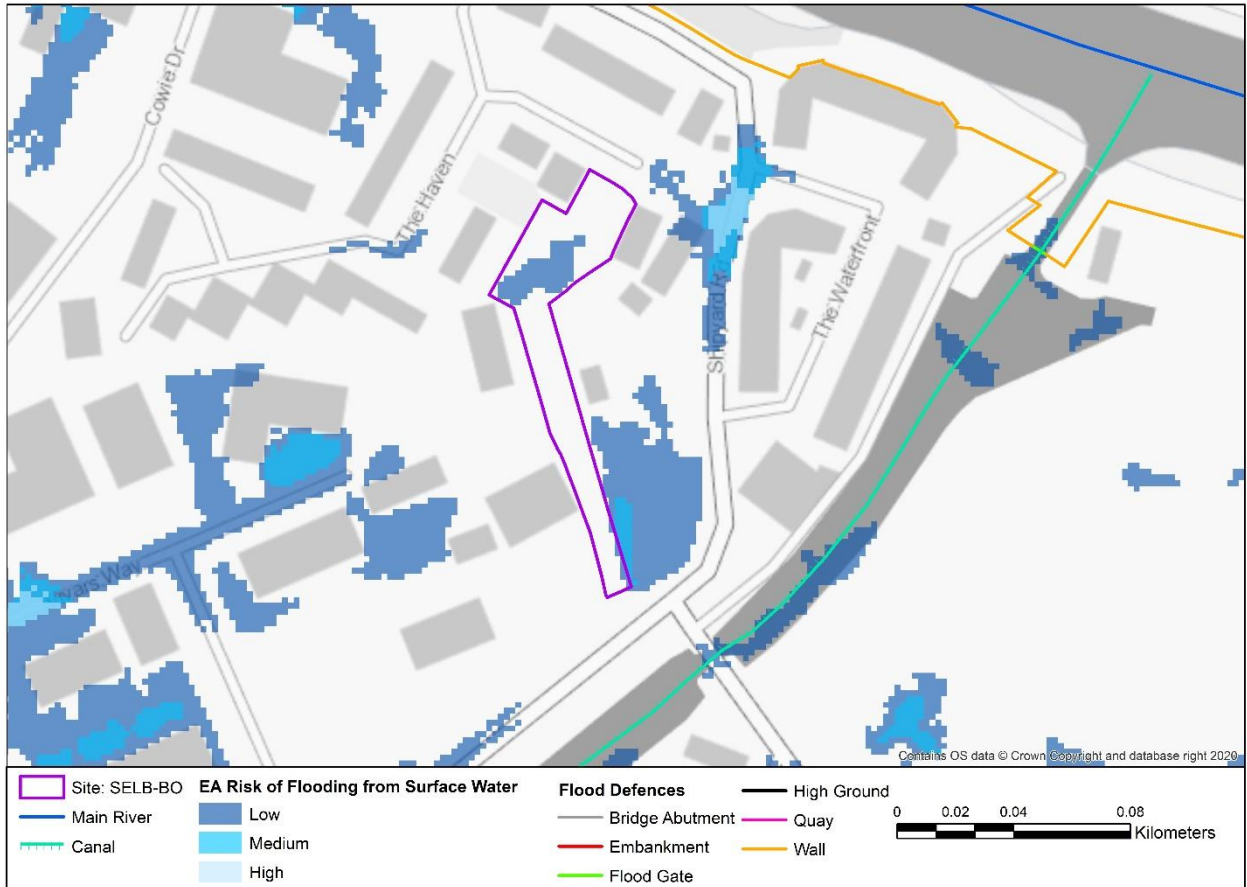 Cowie Dr
The Haven
Shipyard Rd
The Waterfront
Way
Contains OS data © Crown Copyright and database right 2020
Site: SELB-BO
Main River
Canal
EA Risk of Flooding from Surface Water
Low
Medium
High
Flood Defences
Bridge Abutment
Embankment
Flood Gate
High Ground
Quay
Wall
0 0.02 0.04 0.08
Kilometers